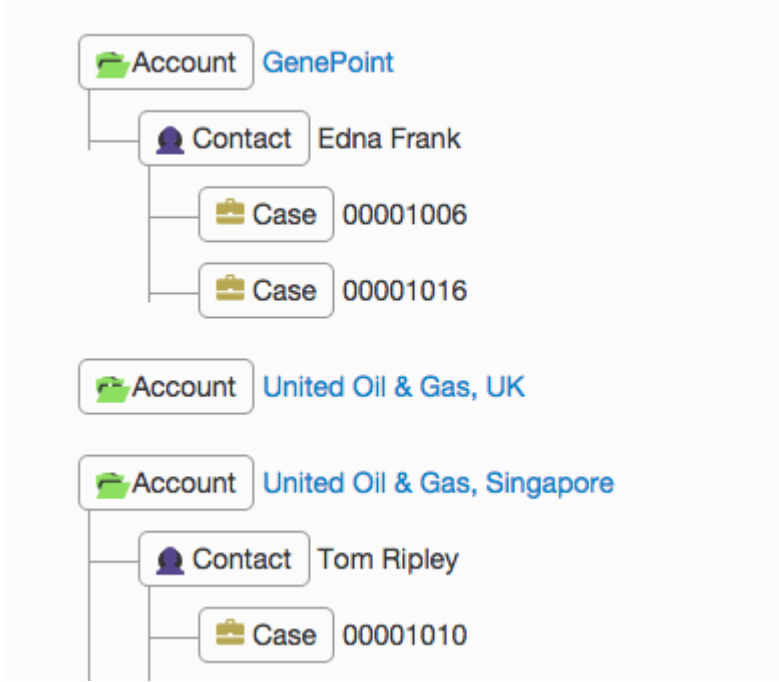 Account GenePoint
Contact Edna Frank
Case 00001006
Case 00001016
Account United Oil & Gas, UK
Account United Oil & Gas, Singapore
Contact Tom Ripley
Case 00001010